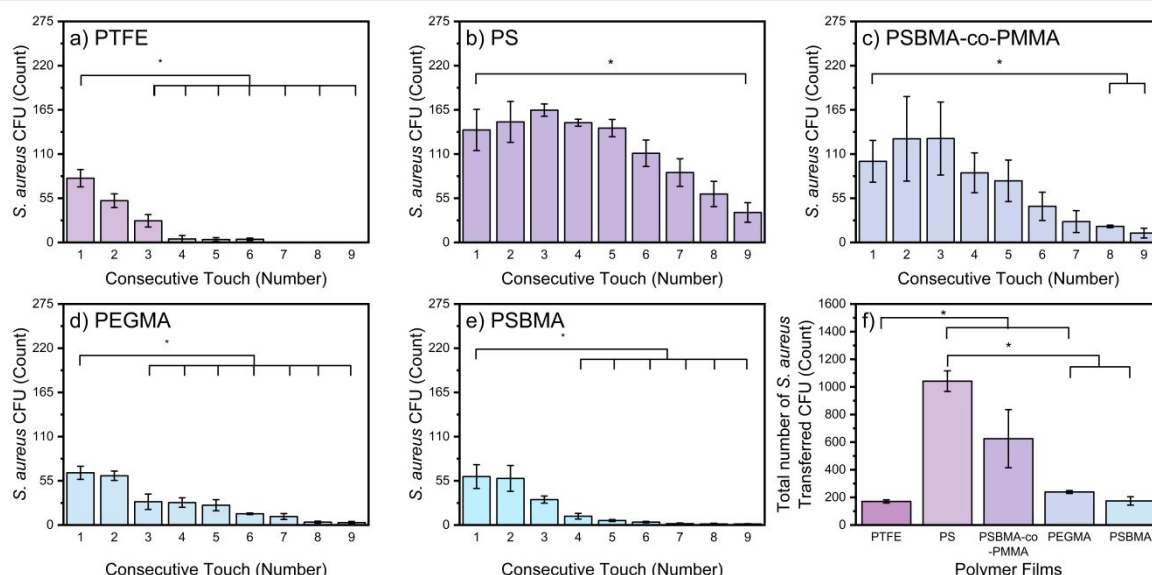 a) PTFE
*
275
220
165
110
55
0
S. aureus CFU (Count)
1 2 3 4 5 6 7 8 9
Consecutive Touch (Number)
b) PS
*
275
220
165
110
55
0
S. aureus CFU (Count)
1 2 3 4 5 6 7 8 9
Consecutive Touch (Number)
c) PSBMA-co-PMMA
*
275
220
165
110
55
0
S. aureus CFU (Count)
1 2 3 4 5 6 7 8 9
Consecutive Touch (Number)
d) PEGMA
*
275
220
165
110
55
0
S. aureus CFU (Count)
1 2 3 4 5 6 7 8 9
Consecutive Touch (Number)
e) PSBMA
*
275
220
165
110
55
0
S. aureus CFU (Count)
1 2 3 4 5 6 7 8 9
Consecutive Touch (Number)
f)
*
*
1600
1400
1200
1000
800
600
400
200
0
Total number of S. aureus
Transferred CFU (Count)
PTFE PS PSBMA-co PEGMA PSBMA
-PMMA
Polymer Films